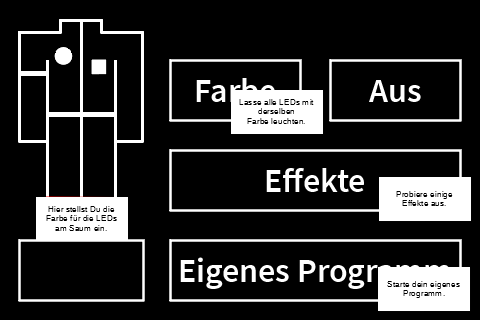 Farbe
Aus
Lasse alle LEDs mit
derselben
Farbe leuchten.
Effekte
Probiere einige
Effekte aus.
Hier stellst Du die
Farbe für die LEDs
am Saum ein.
Eigenes Programm
Starte dein eigenes
Programm.